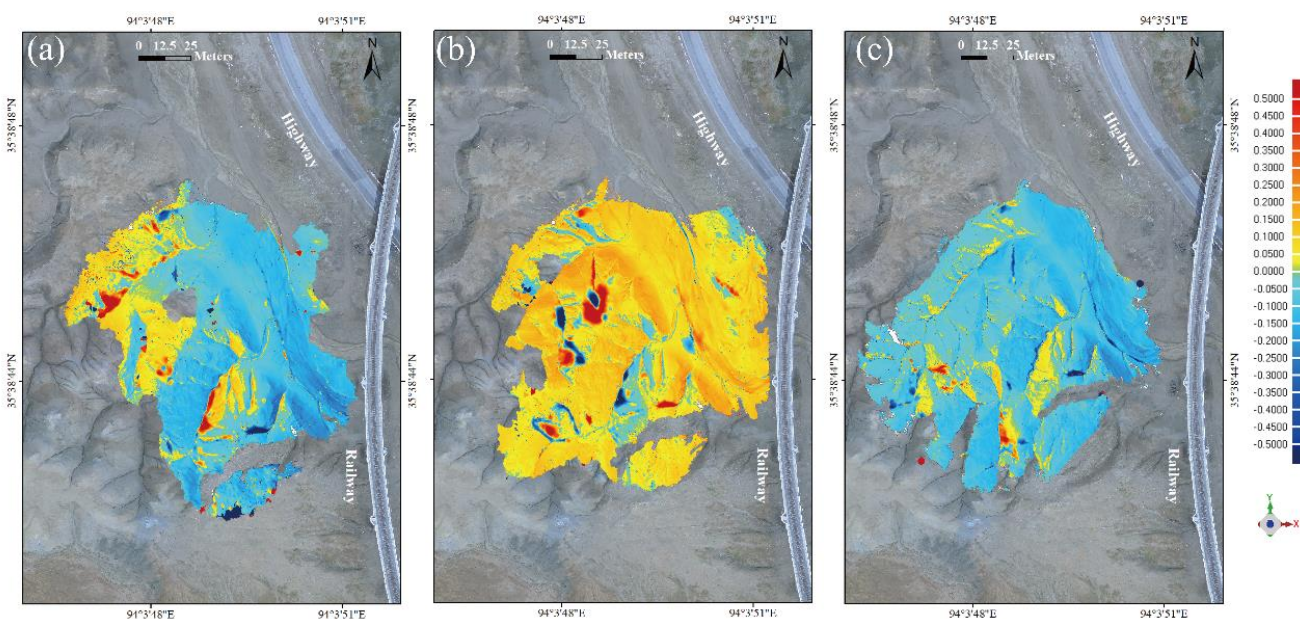 94°3'48"E 94°3'51"E 94°3'48"E 94°3'51"E 94°3'48"E 94°3'51"E
(a)
0 12.5 25
Meters
N
Highway
Railway
(b)
0 12.5 25
Meters
N
Highway
Railway
(c)
0 12.5 25
Meters
N
Highway
Railway
35°38'48"N 35°38'48"N 35°38'48"N 35°38'48"N
35°38'44"N 35°38'44"N 35°38'44"N 35°38'44"N
94°3'48"E 94°3'51"E 94°3'48"E 94°3'51"E 94°3'48"E 94°3'51"E
0.5000
0.4500
0.4000
0.3500
0.3000
0.2500
0.2000
0.1500
0.1000
0.0500
0.0000
-0.0500
-0.1000
-0.1500
-0.2000
-0.2500
-0.3000
-0.3500
-0.4000
-0.4500
-0.5000
Y
X